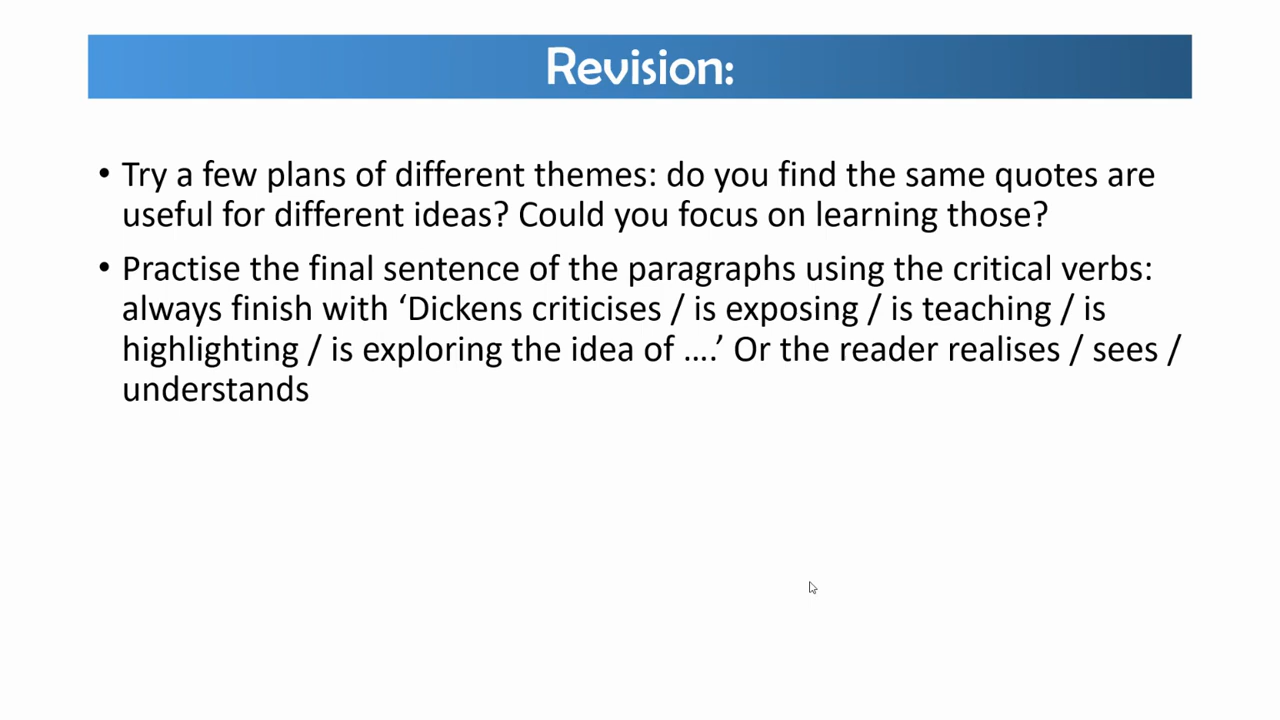 Revision:
• Try a few plans of different themes: do you find the same quotes are
useful for different ideas? Could you focus on learning those?
• Practise the final sentence of the paragraphs using the critical verbs:
always finish with ‘Dickens criticises / is exposing / is teaching / is
highlighting / is exploring the idea of ….’ Or the reader realises / sees /
understands